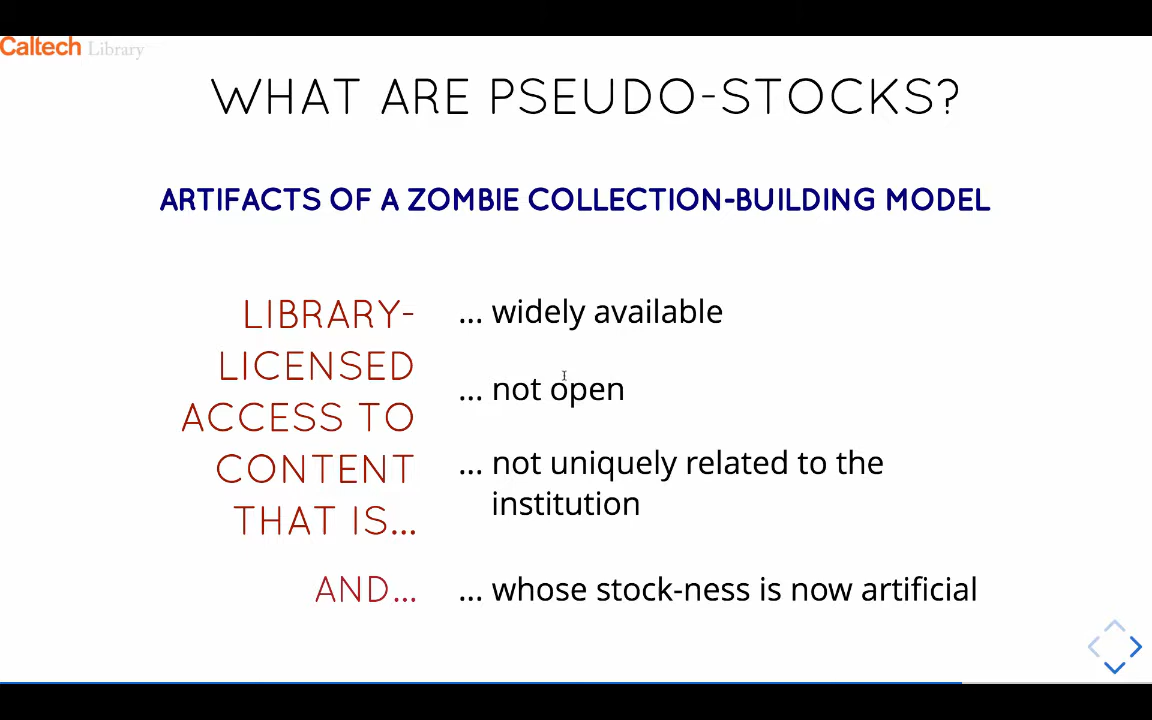 Caltech Library
WHAT ARE PSEUDO-STOCKS?
ARTIFACTS OF A ZOMBIE COLLECTION-BUILDING MODEL
LIBRARY-
LICENSED
ACCESS TO
CONTENT
THAT IS...
... widely available
... not open
... not uniquely related to the
institution
AND...
... whose stock-ness is now artificial